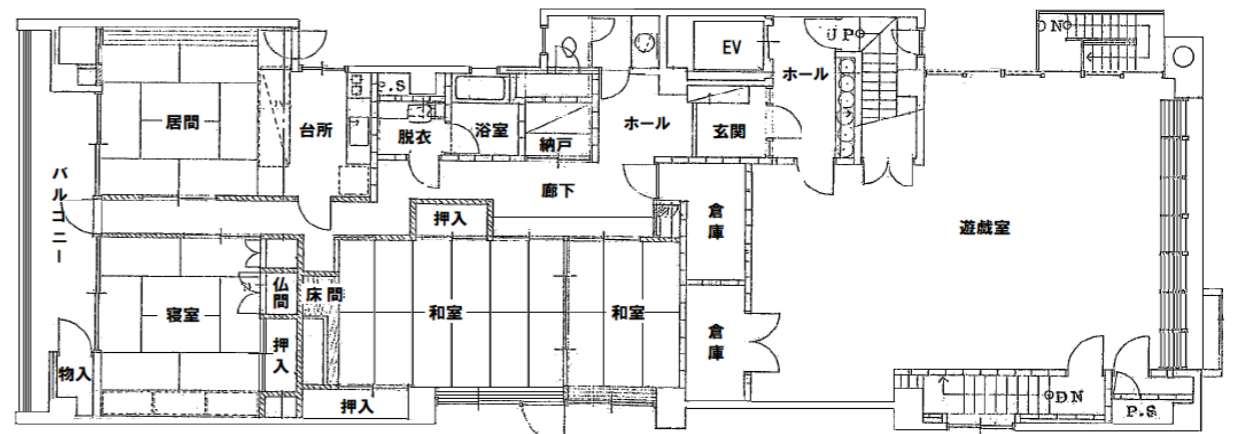 DN
EV
UP
ホール
P.S
居間
台所
脱衣
浴室
納戸
ホール
玄関
バルコニー
廊下
押入
倉庫
遊戯室
仏間
床間
寝室
和室
和室
倉庫
押入
物入
押入
DN
P.S